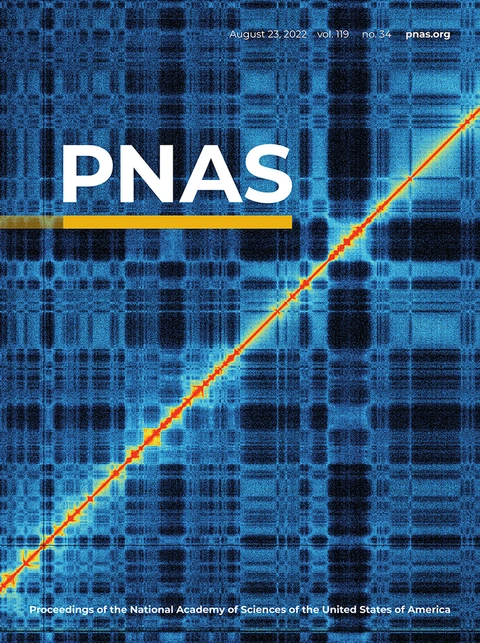 August 23, 2022 vol. 119 no. 34 pnas.org
PNAS
Proceedings of the National Academy of Sciences of the United States of America